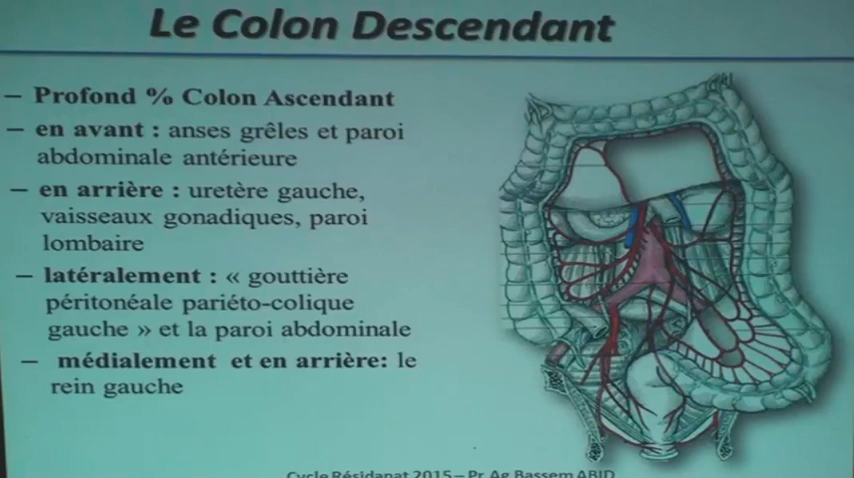 Le Colon Descendant
– Profond % Colon Ascendant
– en avant : anses grêles et paroi
abdominale antérieure
– en arrière : uretère gauche,
vaisseaux gonadiques, paroi
lombaire
– latéralement : « gouttière
péritonéale pariéto-colique
gauche » et la paroi abdominale
– médialement et en arrière: le
rein gauche
Cycle Résidanat 2015 – Pr Ag Bassem ABID